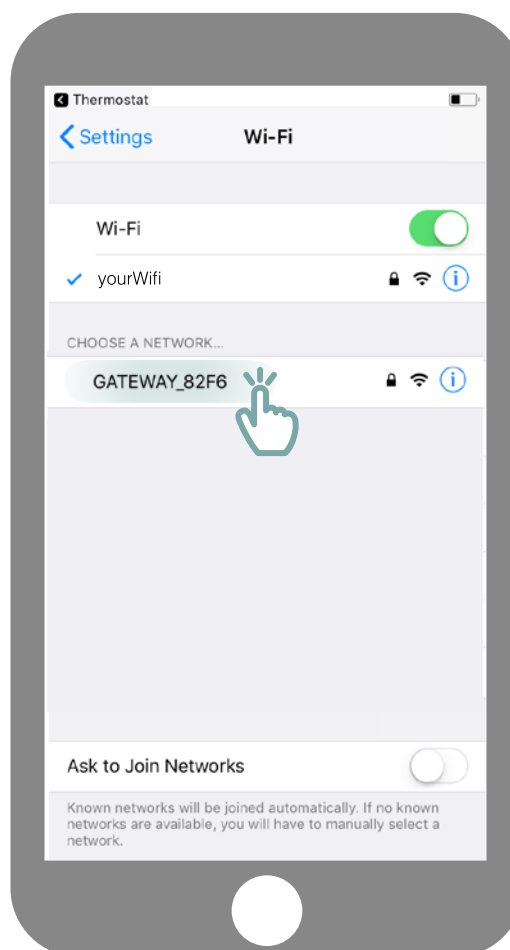 Thermostat
Settings
Wi-Fi
Wi-Fi
yourWifi
CHOOSE A NETWORK...
GATEWAY_82F6
Ask to Join Networks
Known networks will be joined automatically. If no known
networks are available, you will have to manually select a
network.